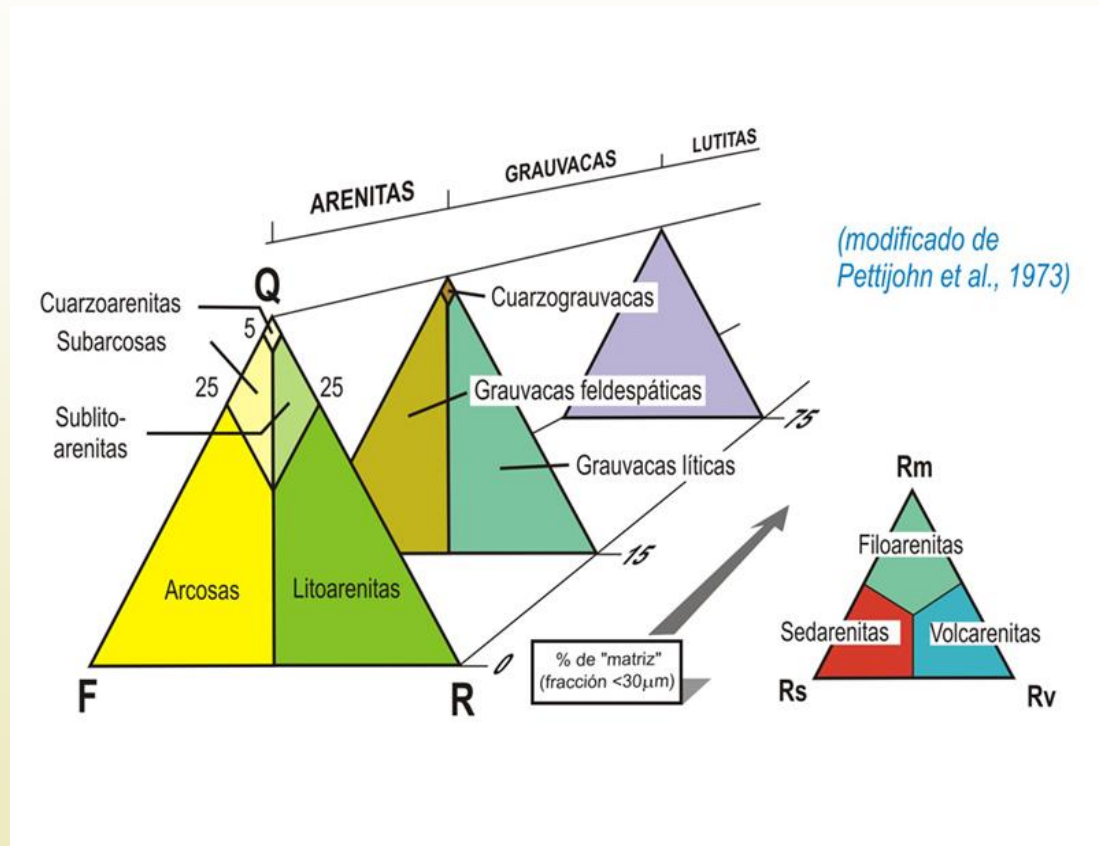 ARENITAS
GRAUVACAS
LUTITAS
(modificado de
Pettijohn et al., 1973)
Q
Cuarzoarenitas
5
Subarcosas
25
25
Sublito-
arenitas
Cuarzograuvacas
Grauvacas feldespáticas
Grauvacas líticas
75
15
0
Arcosas
Litoarenitas
F
R
% de "matriz"
(fracción <30µm)
Rm
Filoarenitas
Sedarenitas
Volcarenitas
Rs
Rv